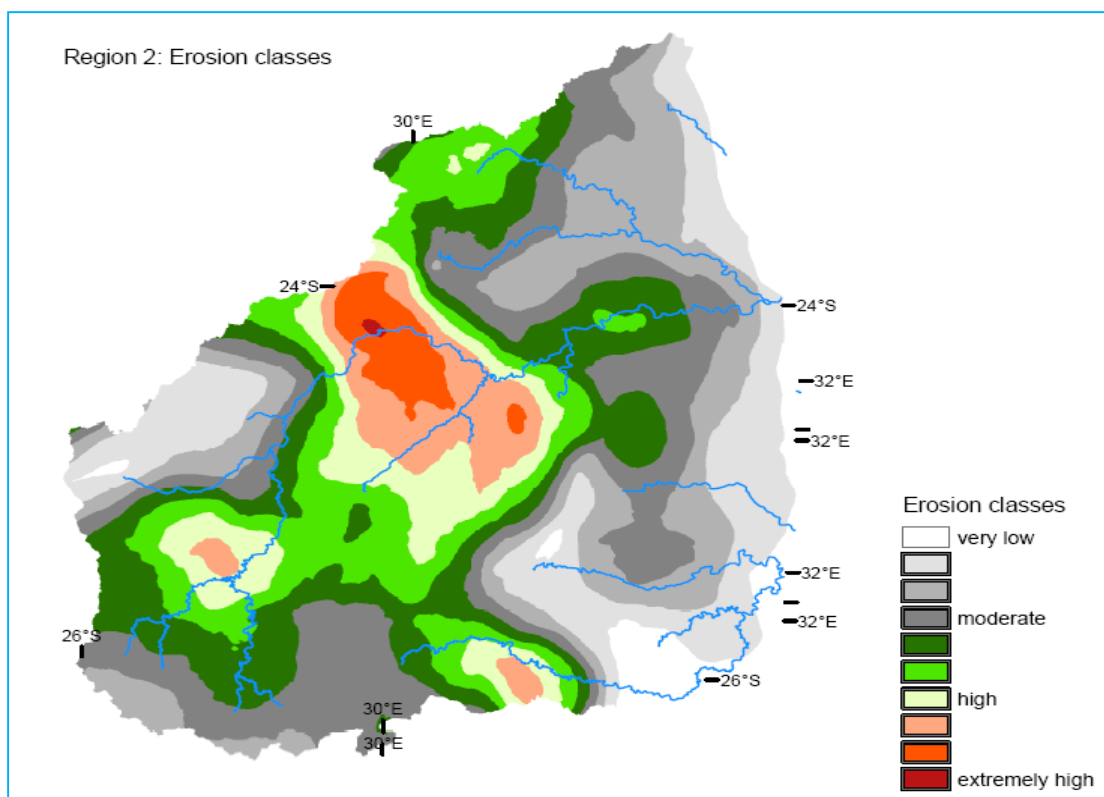 Region 2: Erosion classes
30°E
24°S
24°S
32°E
32°E
Erosion classes
very low
32°E
moderate
32°E
26°S
26°S
high
30°E
30°E
extremely high